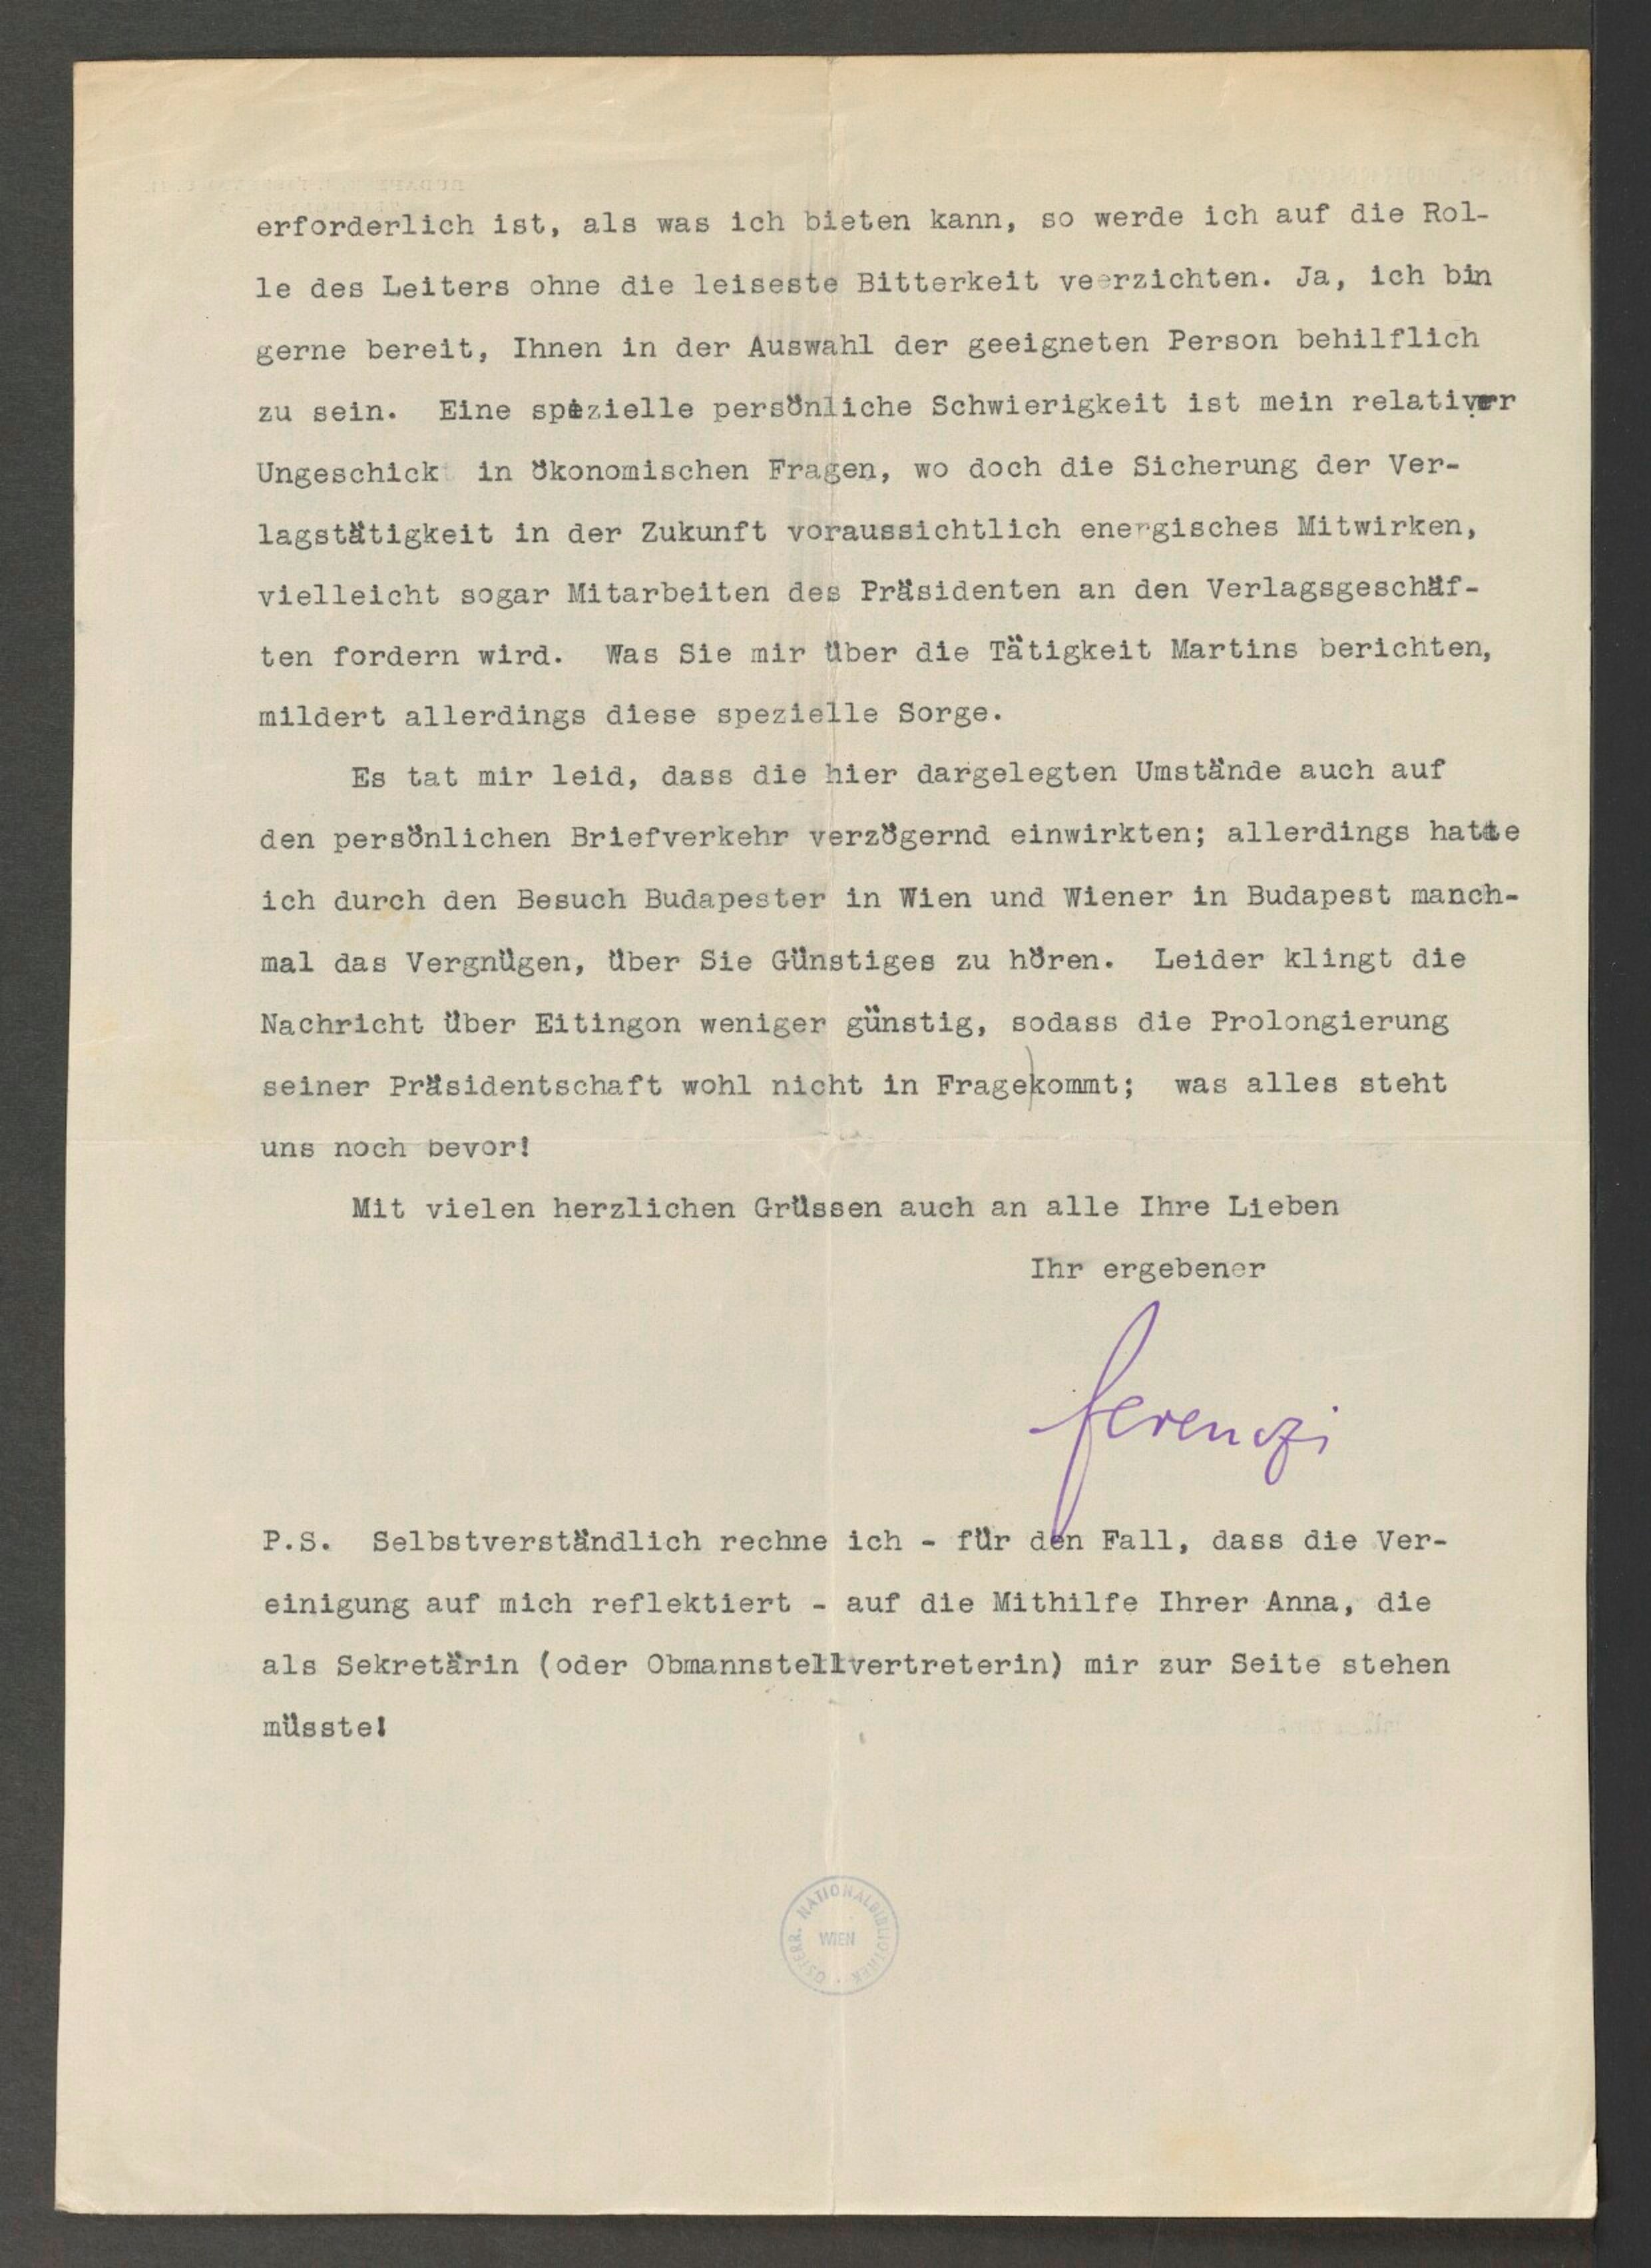 erforderlich ist, als was ich bieten kann, so werde ich auf die Rol-
le des Leiters ohne die leiseste Bitterkeit veerzichten. Ja, ich bin
gerne bereit, Ihnen in der Auswahl der geeigneten Person behilflich
zu sein. Eine spezielle persönliche Schwierigkeit ist mein relativer
Ungeschick in ökonomischen Fragen, wo doch die Sicherung der Ver-
lagstätigkeit in der Zukunft voraussichtlich energisches Mitwirken,
vielleicht sogar Mitarbeiten des Präsidenten an den Verlagsgeschäf-
ten fordern wird. Was Sie mir über die Tätigkeit Martins berichten,
mildert allerdings diese spezielle Sorge.
Es tat mir leid, dass die hier dargelegten Umstände auch auf
den persönlichen Briefverkehr verzögernd einwirkten; allerdings hatte
ich durch den Besuch Budapester in Wien und Wiener in Budapest manch-
mal das Vergnügen, über Sie Günstiges zu hören. Leider klingt die
Nachricht über Eitingon weniger günstig, sodass die Prolongierung
seiner Präsidentschaft wohl nicht in Frage kommt; was alles steht
uns noch bevor!
Mit vielen herzlichen Grüssen auch an alle Ihre Lieben
Ihr ergebener
ferenczi
P.S. Selbstverständlich rechne ich - für den Fall, dass die Ver-
einigung auf mich reflektiert - auf die Mithilfe Ihrer Anna, die
als Sekretärin (oder Obmannstellvertreterin) mir zur Seite stehen
müsste!
ÖSTERR. NATIONALBIBLIOTHEK
WIEN